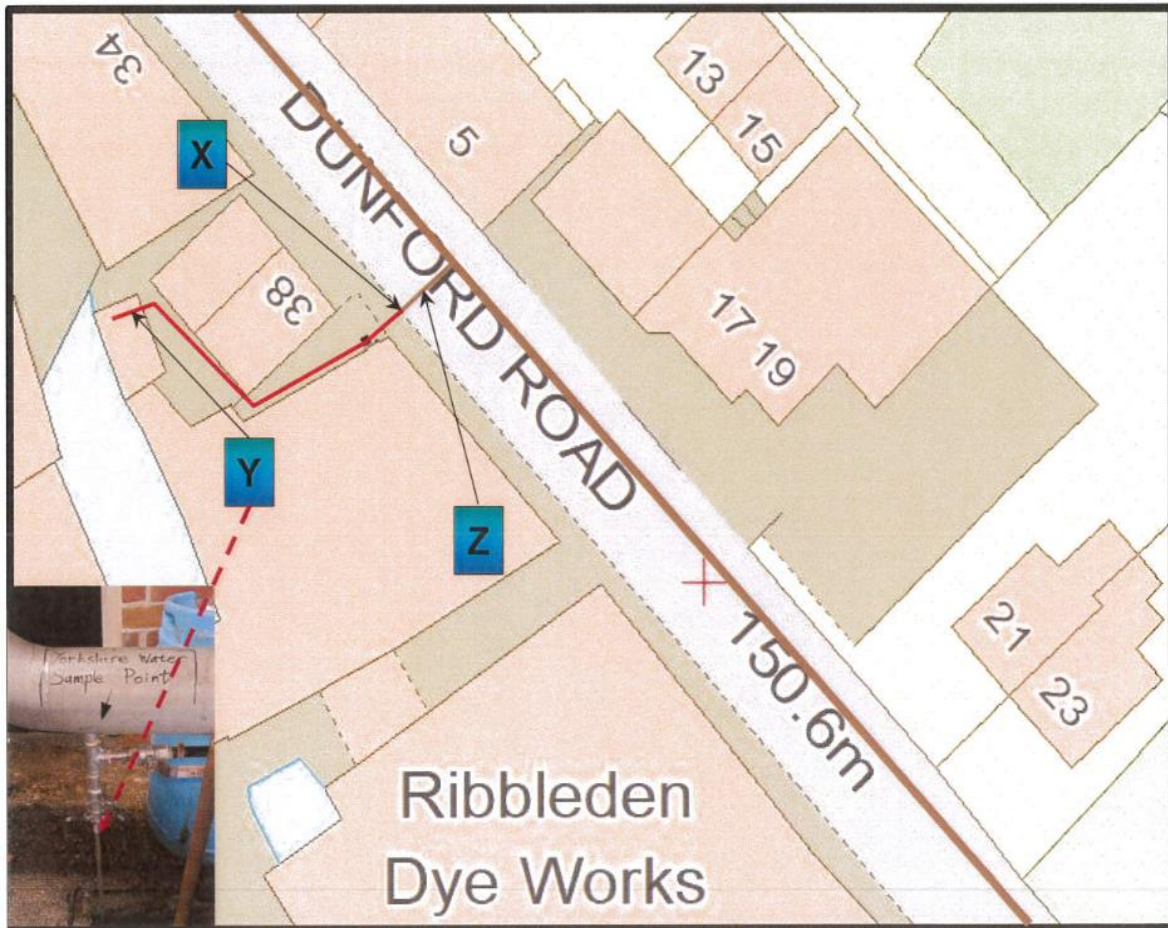 34
X
DUNFORD ROAD
5
13
15
38
17 19
Y
Z
150.6m
21
23
Yorkshire Water
Sample Point
Ribbleden
Dye Works